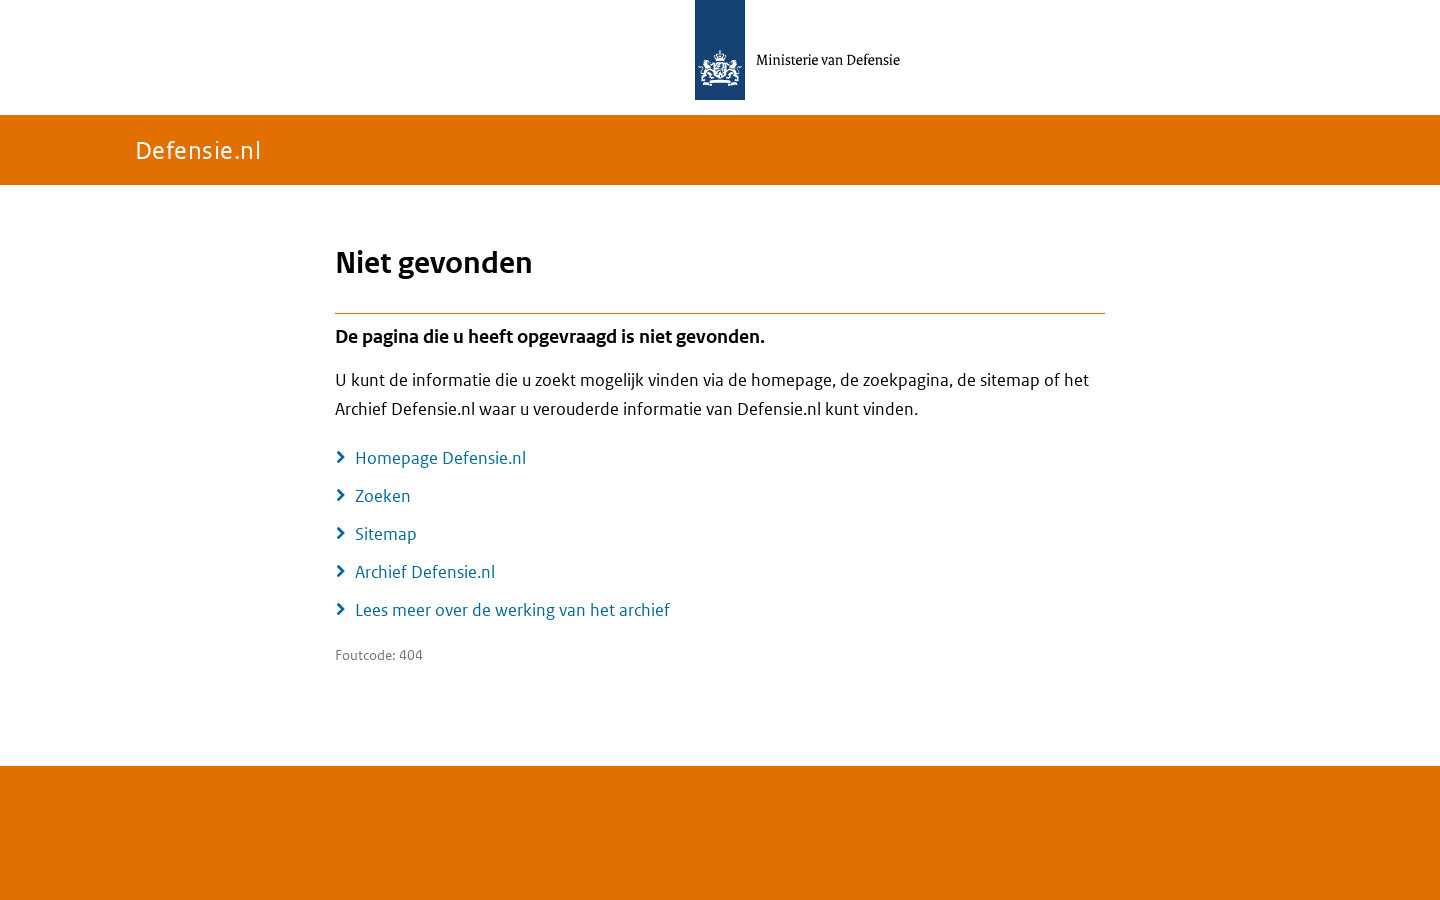 Ministerie van Defensie
Defensie.nl
Niet gevonden
De pagina die u heeft opgevraagd is niet gevonden.
U kunt de informatie die u zoekt mogelijk vinden via de homepage, de zoekpagina, de sitemap of het
Archief Defensie.nl waar u verouderde informatie van Defensie.nl kunt vinden.
Homepage Defensie.nl
Zoeken
Sitemap
Archief Defensie.nl
Lees meer over de werking van het archief
Foutcode: 404